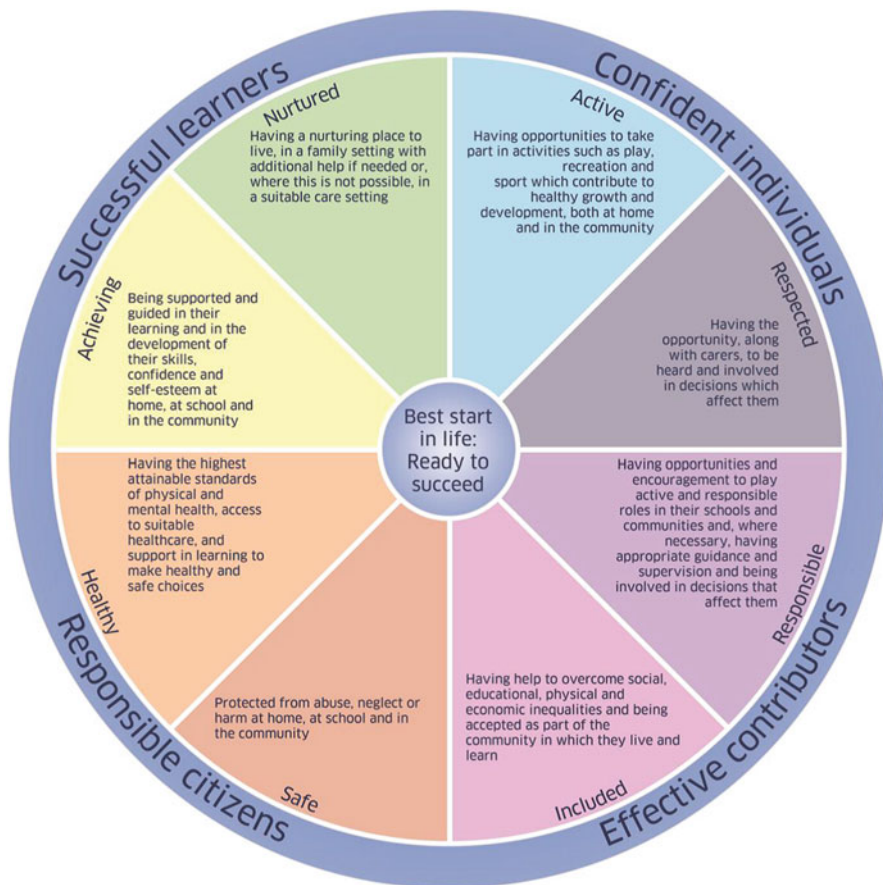 Successful learners
Confident individuals
Nurtured
Having a nurturing place to
live, in a family setting with
additional help if needed or,
where this is not possible, in
a suitable care setting
Active
Having opportunities to take
part in activities such as play,
recreation and
sport which contribute to
healthy growth and
development, both at home
and in the community
Achieving
Being supported and
guided in their
learning and in the
development of
their skills,
confidence and
self-esteem at
home, at school and
in the community
Respected
Having the
opportunity, along
with carers, to be
heard and involved
in decisions which
affect them
Best start
in life:
Ready to
succeed
Healthy
Having the highest
attainable standards
of physical and
mental health, access
to suitable
healthcare, and
support in learning to
make healthy and
safe choices
Responsible
Having opportunities and
encouragement to play
active and responsible
roles in their schools and
communities and, where
necessary, having
appropriate guidance and
supervision and being
involved in decisions that
affect them
Protected from abuse, neglect or
harm at home, at school and in
the community
Safe
Having help to overcome social,
educational, physical and
economic inequalities and being
accepted as part of the
community in which they live and
learn
Included
Responsible citizens
Effective contributors